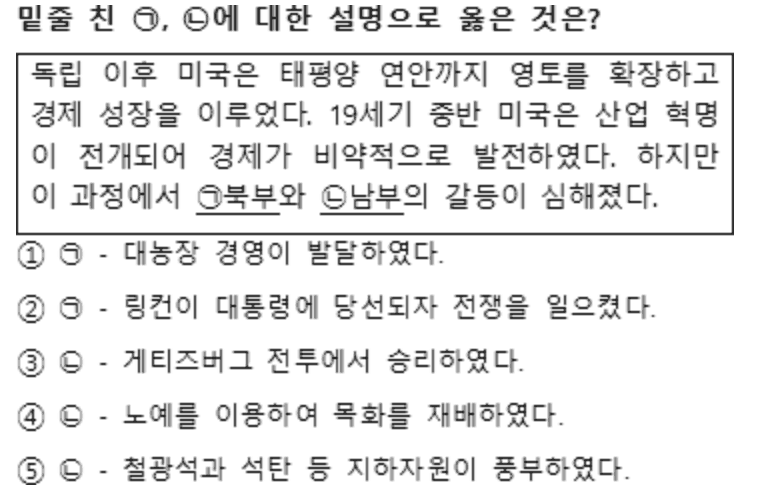 밑줄 친 ㉠, ㉡에 대한 설명으로 옳은 것은?
독립 이후 미국은 태평양 연안까지 영토를 확장하고
경제 성장을 이루었다. 19세기 중반 미국은 산업 혁명
이 전개되어 경제가 비약적으로 발전하였다. 하지만
이 과정에서 ㉠북부와 ㉡남부의 갈등이 심해졌다.
① ㉠ - 대농장 경영이 발달하였다.
② ㉠ - 링컨이 대통령에 당선되자 전쟁을 일으켰다.
③ ㉡ - 게티즈버그 전투에서 승리하였다.
④ ㉡ - 노예를 이용하여 목화를 재배하였다.
⑤ ㉡ - 철광석과 석탄 등 지하자원이 풍부하였다.